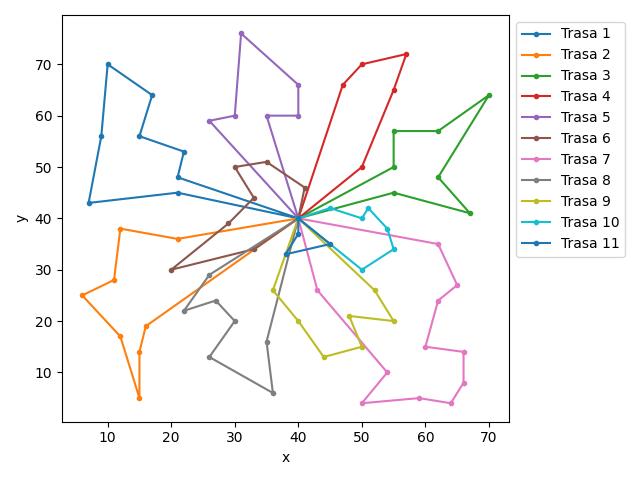 70
60
50
40
30
20
10
y
10 20 30 40 50 60 70
x
Trasa 1
Trasa 2
Trasa 3
Trasa 4
Trasa 5
Trasa 6
Trasa 7
Trasa 8
Trasa 9
Trasa 10
Trasa 11